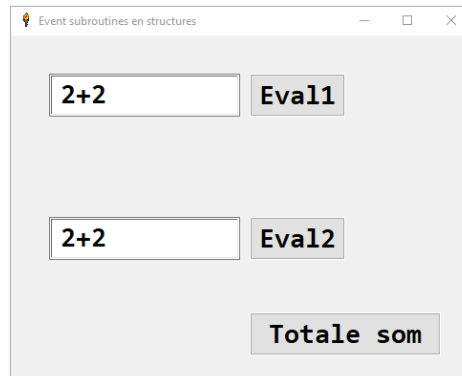 Event subroutines en structures
2+2 Eval1
2+2 Eval2
Totale som